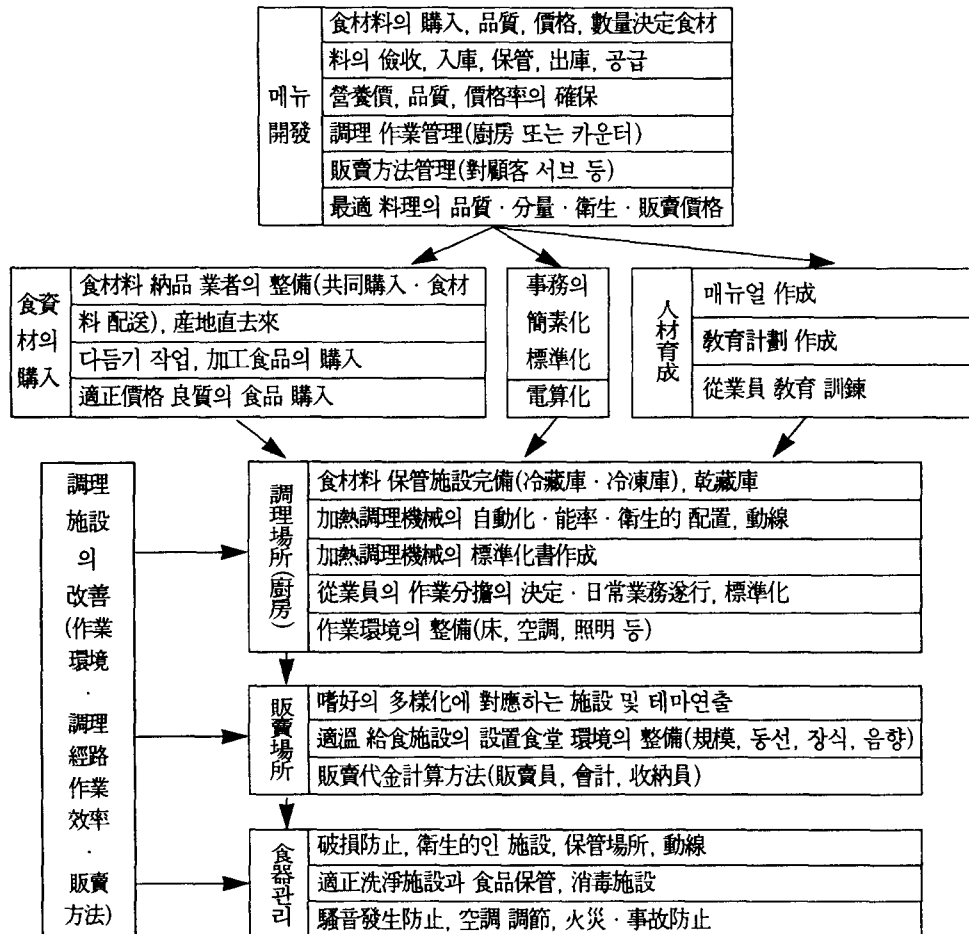 메뉴
開發
食材料의 購入, 品質, 價格, 數量決定食材
料의 儉收, 入庫, 保管, 出庫, 공급
營養價, 品質, 價格率의 確保
調理 作業管理(廚房 또는 카운터)
販賣方法管理(對顧客 서브 등)
最適 料理의 品質 · 分量 · 衛生 · 販賣價格
食資
材의
購入
食材料 納品 業者의 整備(共同購入 · 食材
料 配送), 産地直去來
다듬기 작업, 加工食品의 購入
適正價格 良質의 食品 購入
事務의
簡素化
標準化
電算化
人材育成
매뉴얼 作成
敎育計劃 作成
從業員 敎育 訓鍊
調理
施設
의
改善
(作業
環境
·
調理
經路
作業
效率
·
販賣
方法)
調理場所(廚房)
食材料 保管施設完備(冷藏庫 · 冷凍庫), 乾藏庫
加熱調理機械의 自動化 · 能率 · 衛生的 配置, 動線
加熱調理機械의 標準化書作成
從業員의 作業分擔의 決定 · 日常業務遂行, 標準化
作業環境의 整備(床, 空調, 照明 등)
販賣場所
嗜好의 多樣化에 對應하는 施設 및 테마연출
適溫 給食施設의 設置食堂 環境의 整備(規模, 동선, 장식, 음향)
販賣代金計算方法(販賣員, 會計, 收納員)
食器관리
破損防止, 衛生的인 施設, 保管場所, 動線
適正洗淨施設과 食品保管, 消毒施設
騷音發生防止, 空調 調節, 火災 · 事故防止